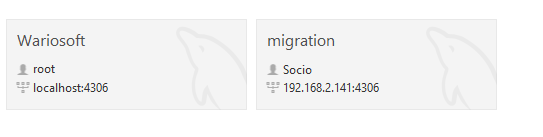 Wariosoft
root
localhost:4306
migration
Socio
192.168.2.141:4306